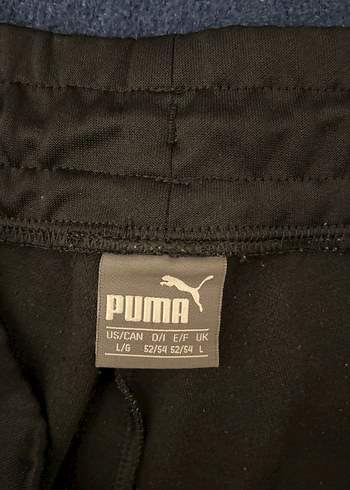 PUMA
US/CAN D/I E/F UK
L/G 52/54 52/54 L